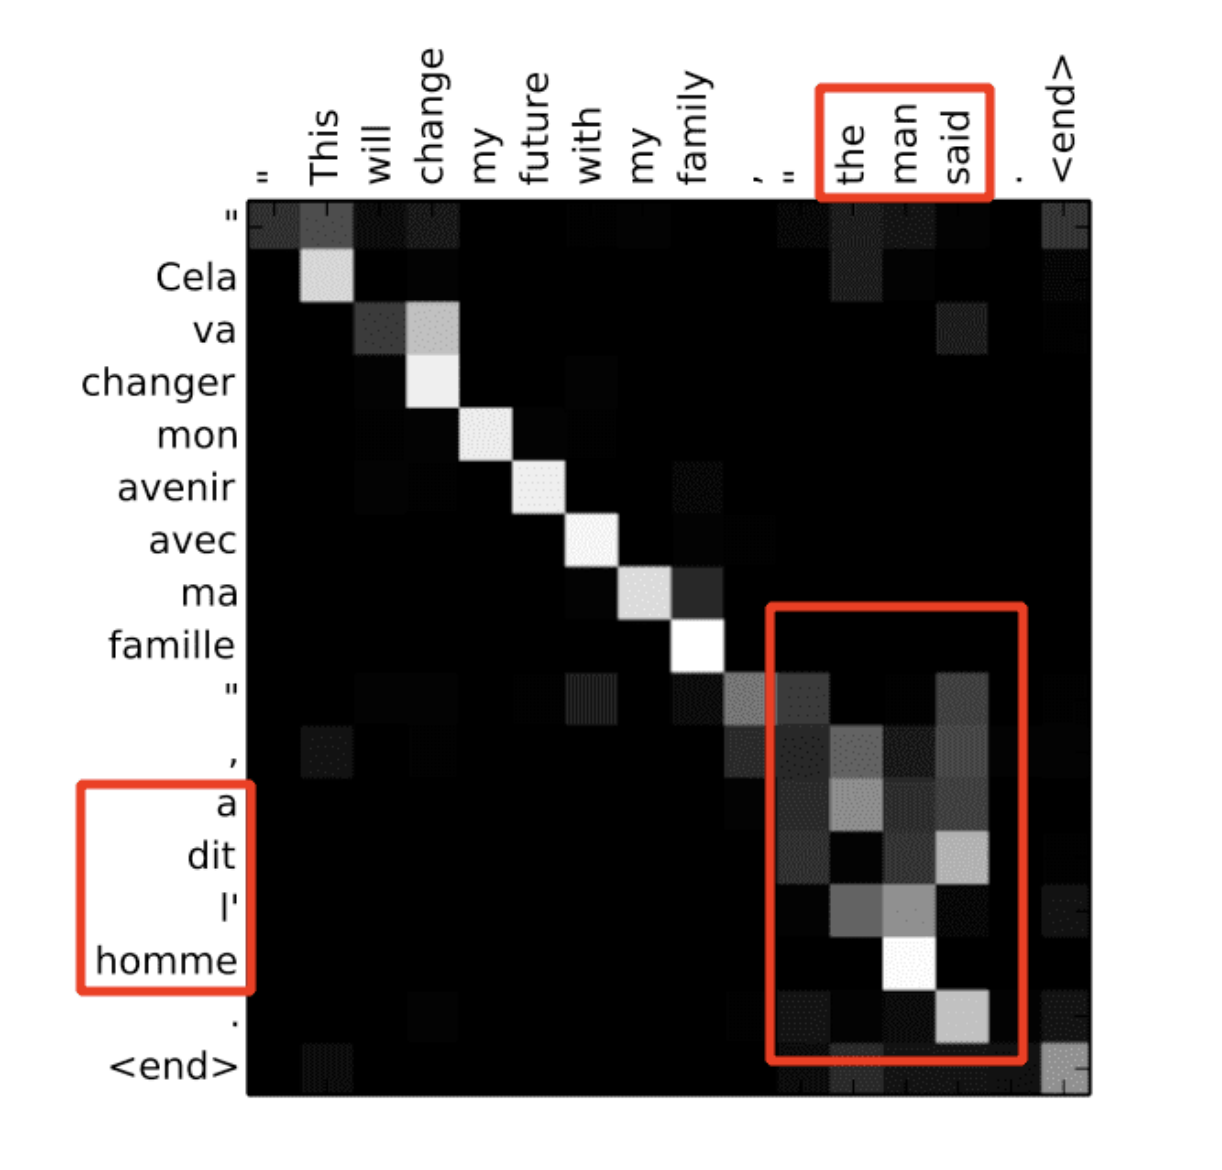 " This will change my future with my family , " the man said . <end>
"
Cela
va
changer
mon
avenir
avec
ma
famille
"
,
a
dit
l'
homme
.
<end>